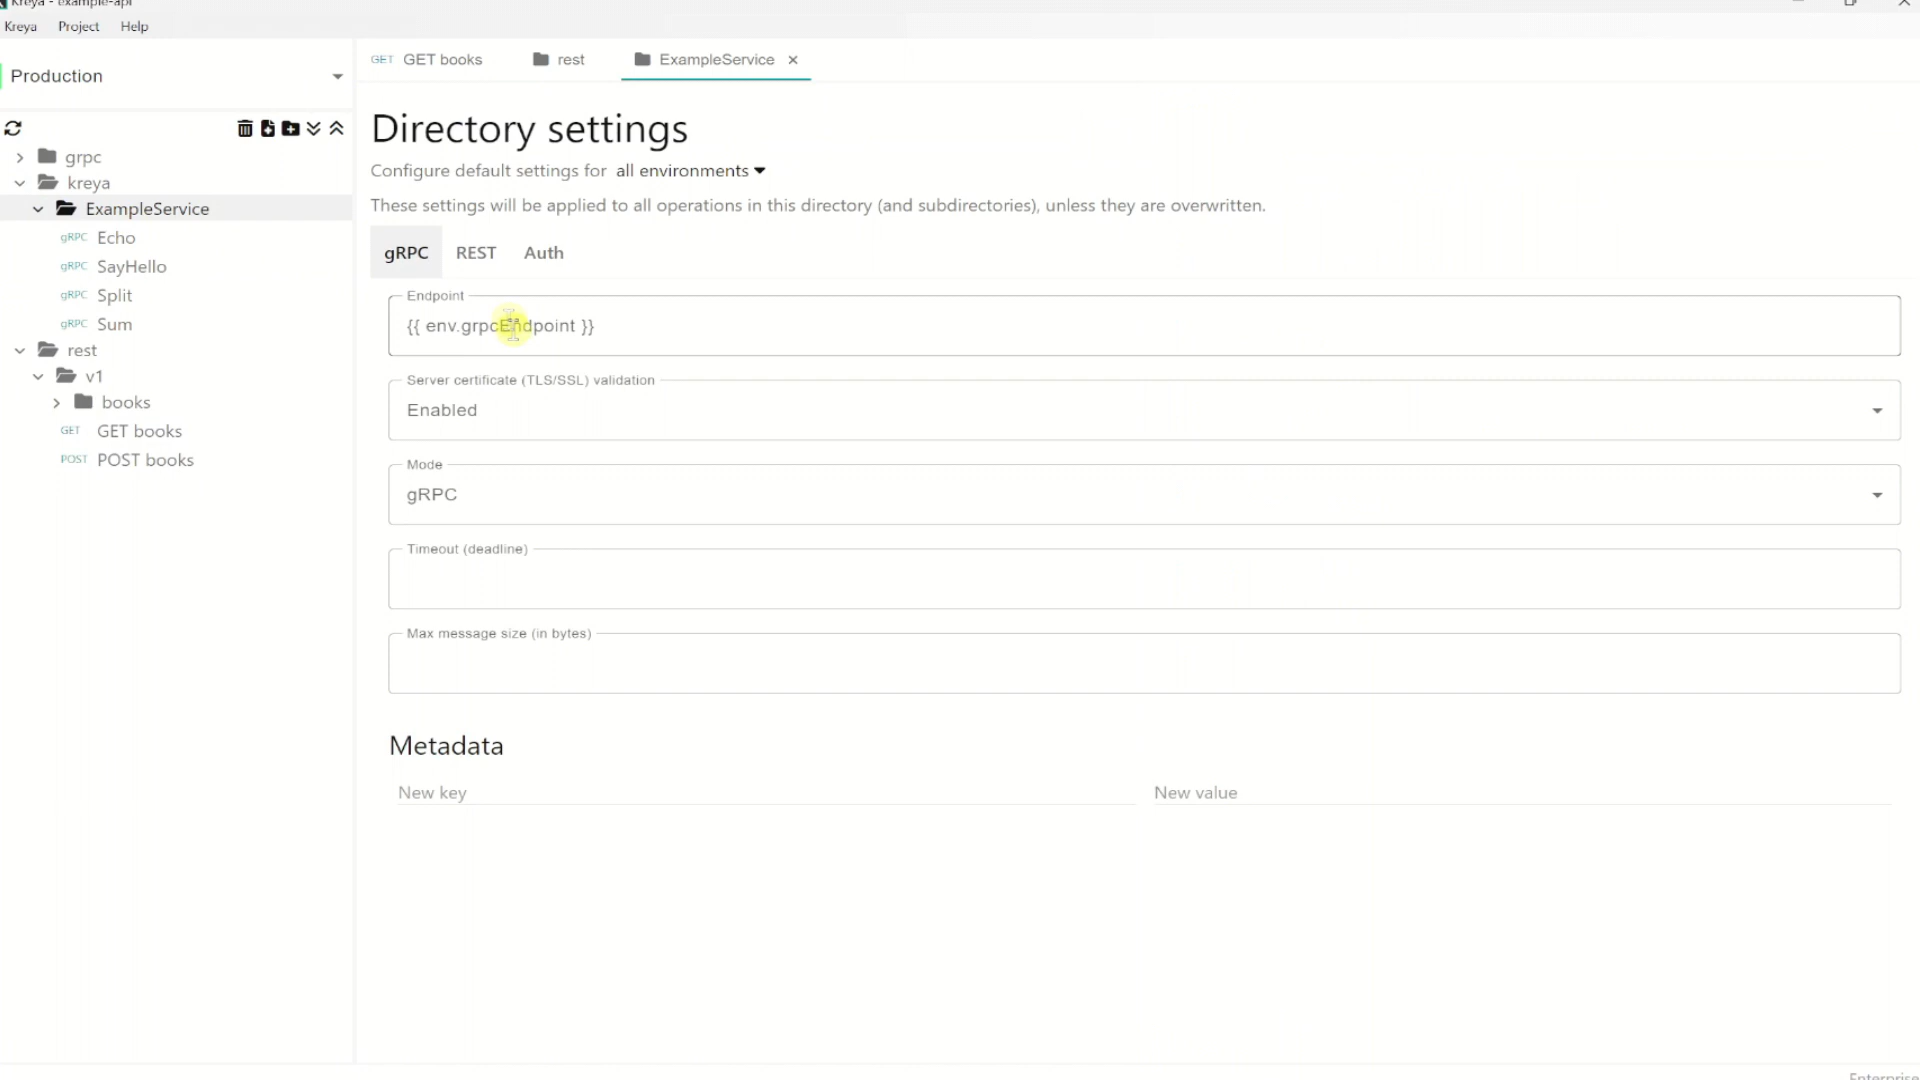 Kreya - example-api
Kreya Project Help
Production
grpc
kreya
ExampleService
gRPC Echo
gRPC SayHello
gRPC Split
gRPC Sum
rest
v1
books
GET GET books
POST POST books
GET GET books
rest
ExampleService
Directory settings
Configure default settings for all environments
These settings will be applied to all operations in this directory (and subdirectories), unless they are overwritten.
gRPC REST Auth
Endpoint
{{ env.grpcEndpoint }}
Server certificate (TLS/SSL) validation
Enabled
Mode
gRPC
Timeout (deadline)
Max message size (in bytes)
Metadata
New key New value
Enterprise